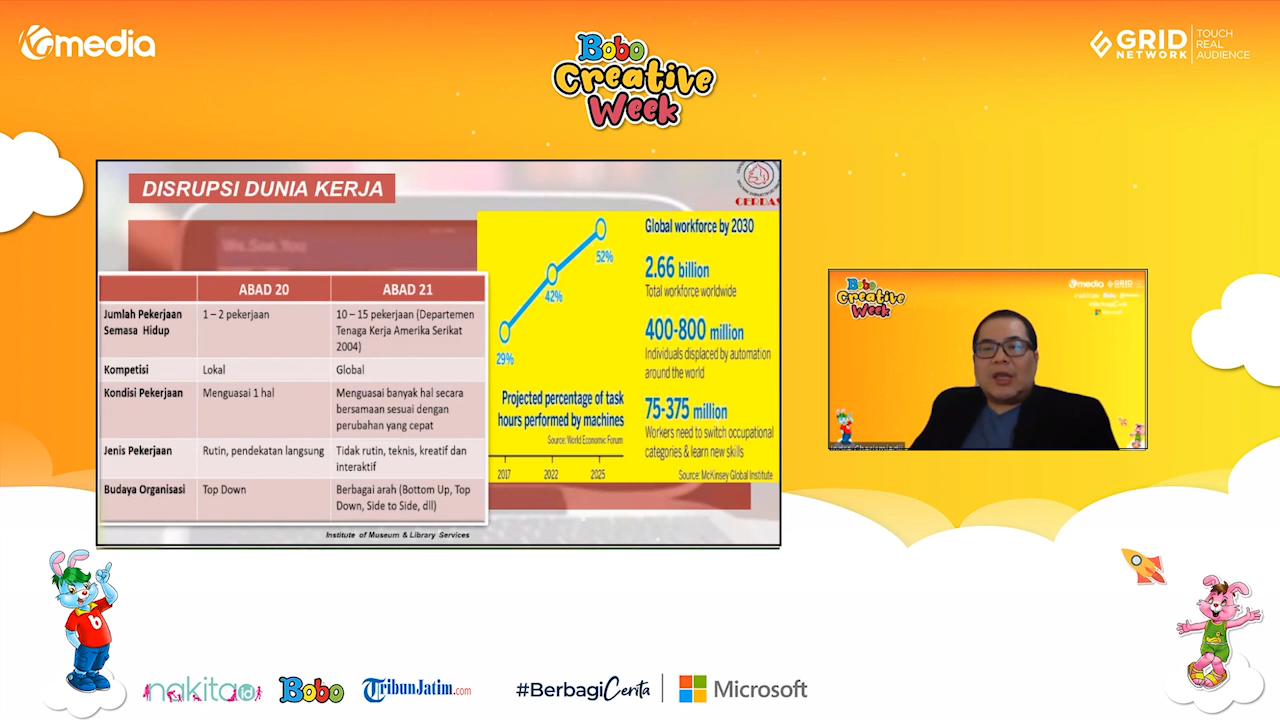 Kgmedia
Bobo
Creative
Week
GRID
NETWORK
TOUCH
REAL
AUDIENCE
DISRUPSI DUNIA KERJA
CERDAS
We See You
ABAD 20
ABAD 21
Jumlah Pekerjaan
Semasa Hidup
1 – 2 pekerjaan
10 – 15 pekerjaan (Departemen
Tenaga Kerja Amerika Serikat
2004)
Kompetisi
Lokal
Global
Kondisi Pekerjaan
Menguasai 1 hal
Menguasai banyak hal secara
bersamaan sesuai dengan
perubahan yang cepat
Jenis Pekerjaan
Rutin, pendekatan langsung
Tidak rutin, teknis, kreatif dan
interaktif
Budaya Organisasi
Top Down
Berbagai arah (Bottom Up, Top
Down, Side to Side, dll)
Institute of Museum & Library Services
52%
42%
29%
Projected percentage of task
hours performed by machines
Source: World Economic Forum
2017
2022
2025
Global workforce by 2030
2.66 billion
Total workforce worldwide
400-800 million
Individuals displaced by automation
around the world
75-375 million
Workers need to switch occupational
categories & learn new skills
Source: McKinsey Global Institute
Bobo
Creative
Week
media
GRID
Microsoft
b
nakita.id
Bobo
TribunJatim.com
#BerbagiCerita
Microsoft